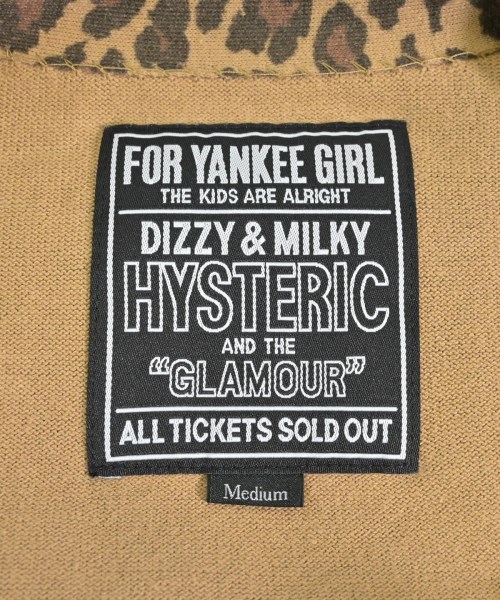 FOR YANKEE GIRL
THE KIDS ARE ALRIGHT
DIZZY & MILKY
HYSTERIC
AND THE
“GLAMOUR”
ALL TICKETS SOLD OUT
Medium